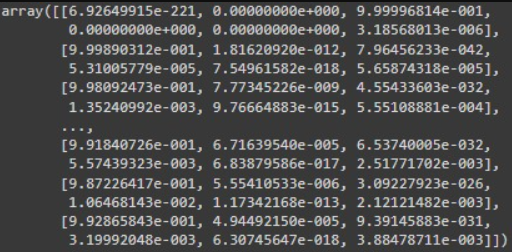 array([[6.92649915e-221, 0.00000000e+000, 9.99996814e-001,
0.00000000e+000, 0.00000000e+000, 3.18568013e-006],
[9.99890312e-001, 1.81620920e-012, 7.96456233e-042,
5.31005779e-005, 7.54961582e-018, 5.65874318e-005],
[9.98092473e-001, 7.77345226e-009, 4.55433603e-032,
1.35240992e-003, 9.76664883e-015, 5.55108881e-004],
...,
[9.91840726e-001, 6.71639540e-005, 6.53740005e-032,
5.57439323e-003, 6.83879586e-017, 2.51771702e-003],
[9.87226417e-001, 5.55410533e-006, 3.09227923e-026,
1.06468143e-002, 1.17342168e-013, 2.12121482e-003],
[9.92865843e-001, 4.94492150e-005, 9.39145883e-031,
3.19992048e-003, 6.30745647e-018, 3.88478711e-003]])